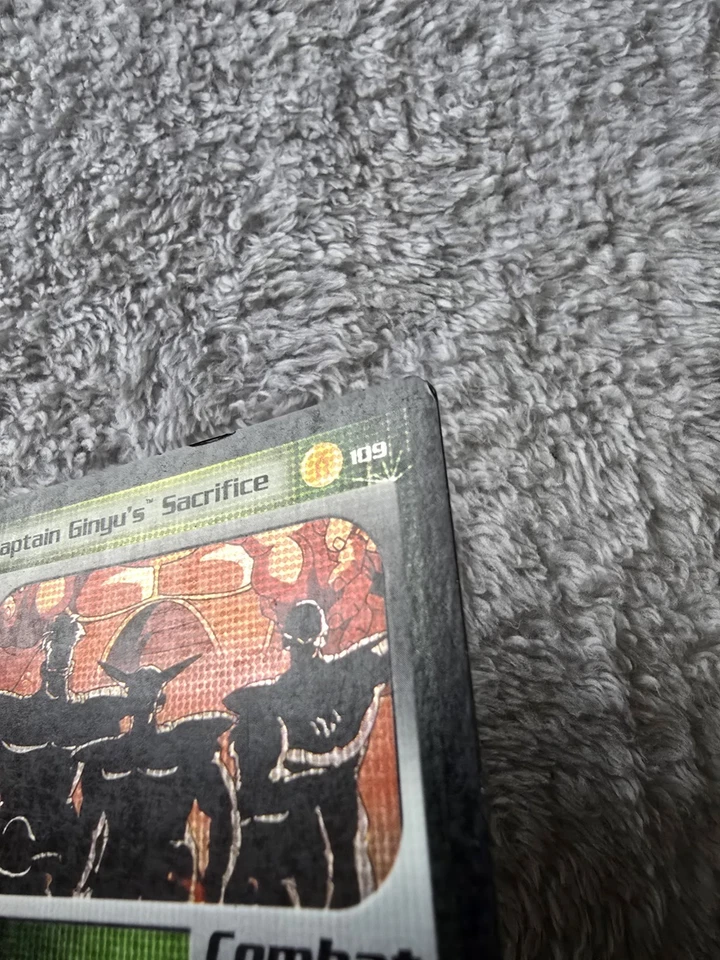 aptain Ginyu's™ Sacrifice
R 109
Combat